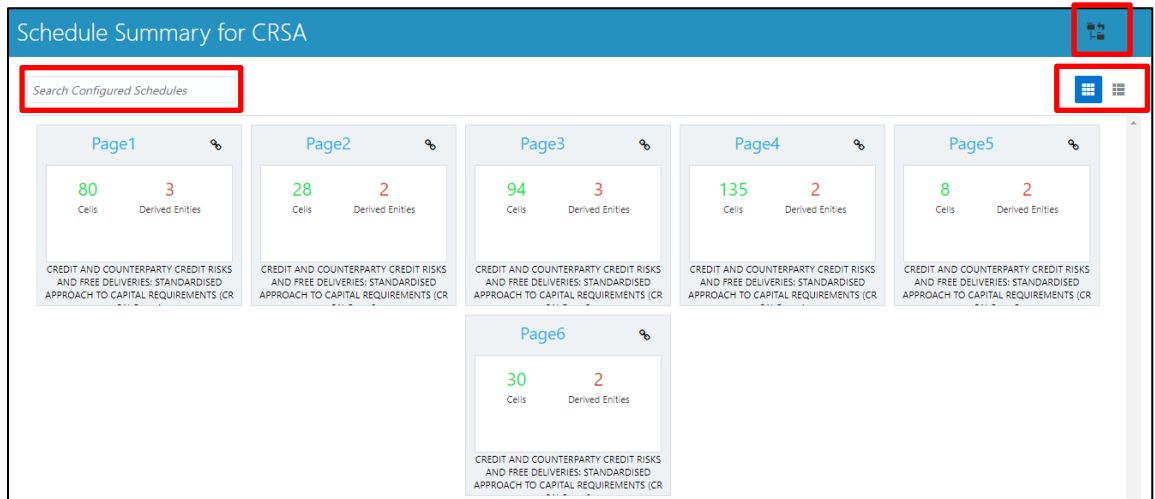 Schedule Summary for CRSA
Search Configured Schedules
Page1
Page2
Page3
Page4
Page5
80 3
Cells Derived Enities
28 2
Cells Derived Enities
94 3
Cells Derived Enities
135 2
Cells Derived Enities
8 2
Cells Derived Enities
CREDIT AND COUNTERPARTY CREDIT RISKS
AND FREE DELIVERIES: STANDARDISED
APPROACH TO CAPITAL REQUIREMENTS (CR
CREDIT AND COUNTERPARTY CREDIT RISKS
AND FREE DELIVERIES: STANDARDISED
APPROACH TO CAPITAL REQUIREMENTS (CR
CREDIT AND COUNTERPARTY CREDIT RISKS
AND FREE DELIVERIES: STANDARDISED
APPROACH TO CAPITAL REQUIREMENTS (CR
CREDIT AND COUNTERPARTY CREDIT RISKS
AND FREE DELIVERIES: STANDARDISED
APPROACH TO CAPITAL REQUIREMENTS (CR
CREDIT AND COUNTERPARTY CREDIT RISKS
AND FREE DELIVERIES: STANDARDISED
APPROACH TO CAPITAL REQUIREMENTS (CR
Page6
30 2
Cells Derived Enities
CREDIT AND COUNTERPARTY CREDIT RISKS
AND FREE DELIVERIES: STANDARDISED
APPROACH TO CAPITAL REQUIREMENTS (CR